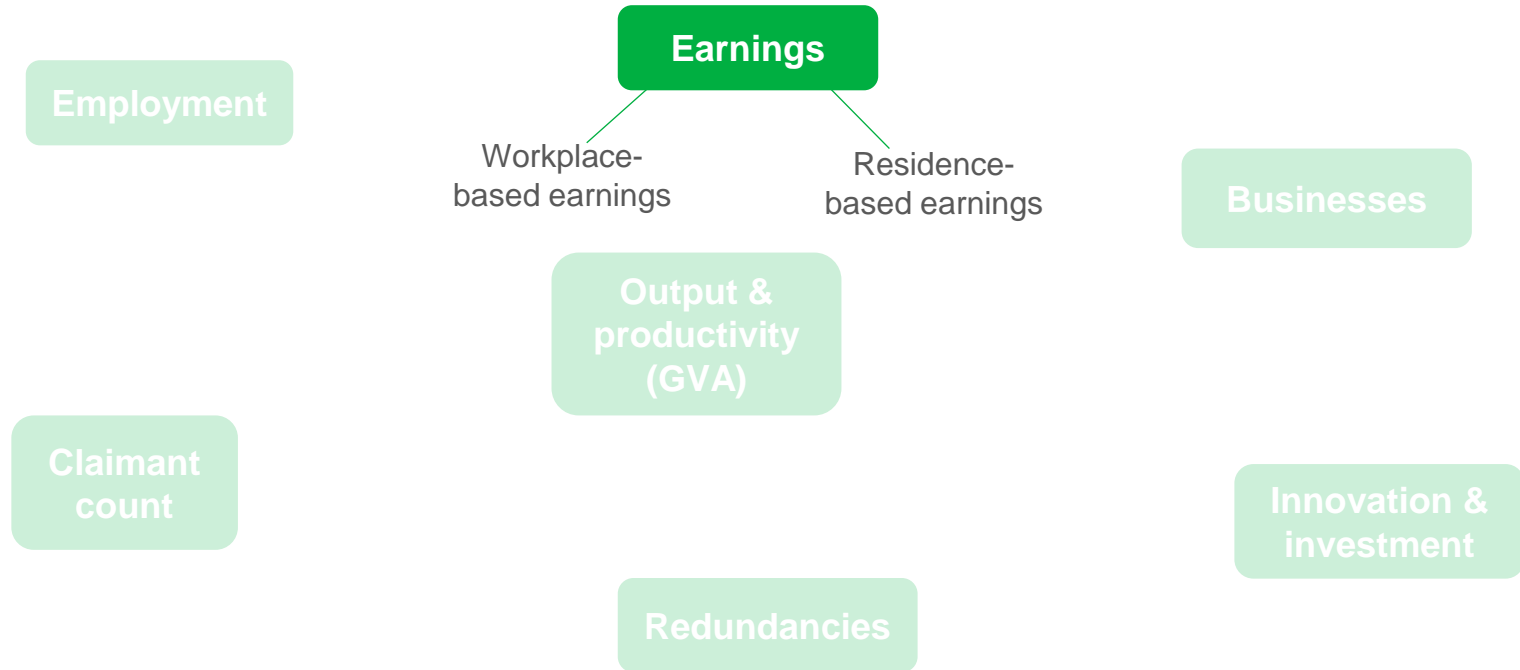 Earnings
Employment
Workplace-
based earnings
Residence-
based earnings
Businesses
Output &
productivity
(GVA)
Claimant
count
Innovation &
investment
Redundancies